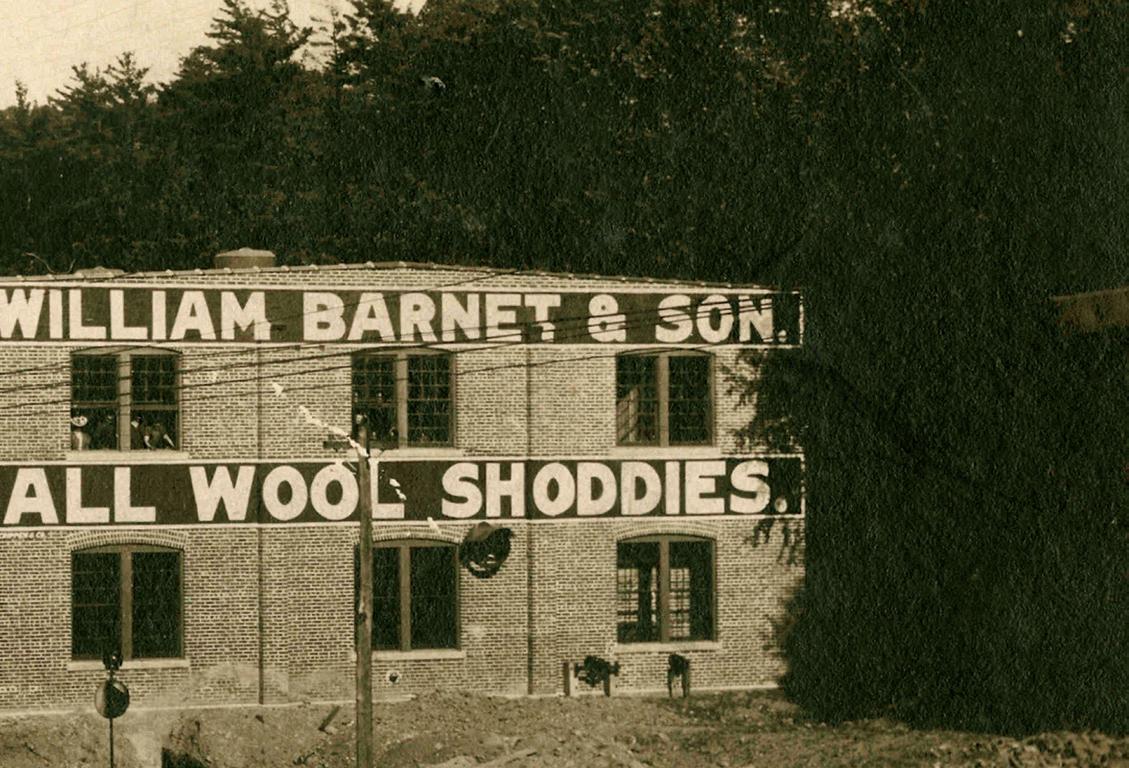 WILLIAM BARNET & SON.
ALL WOOL SHODDIES.